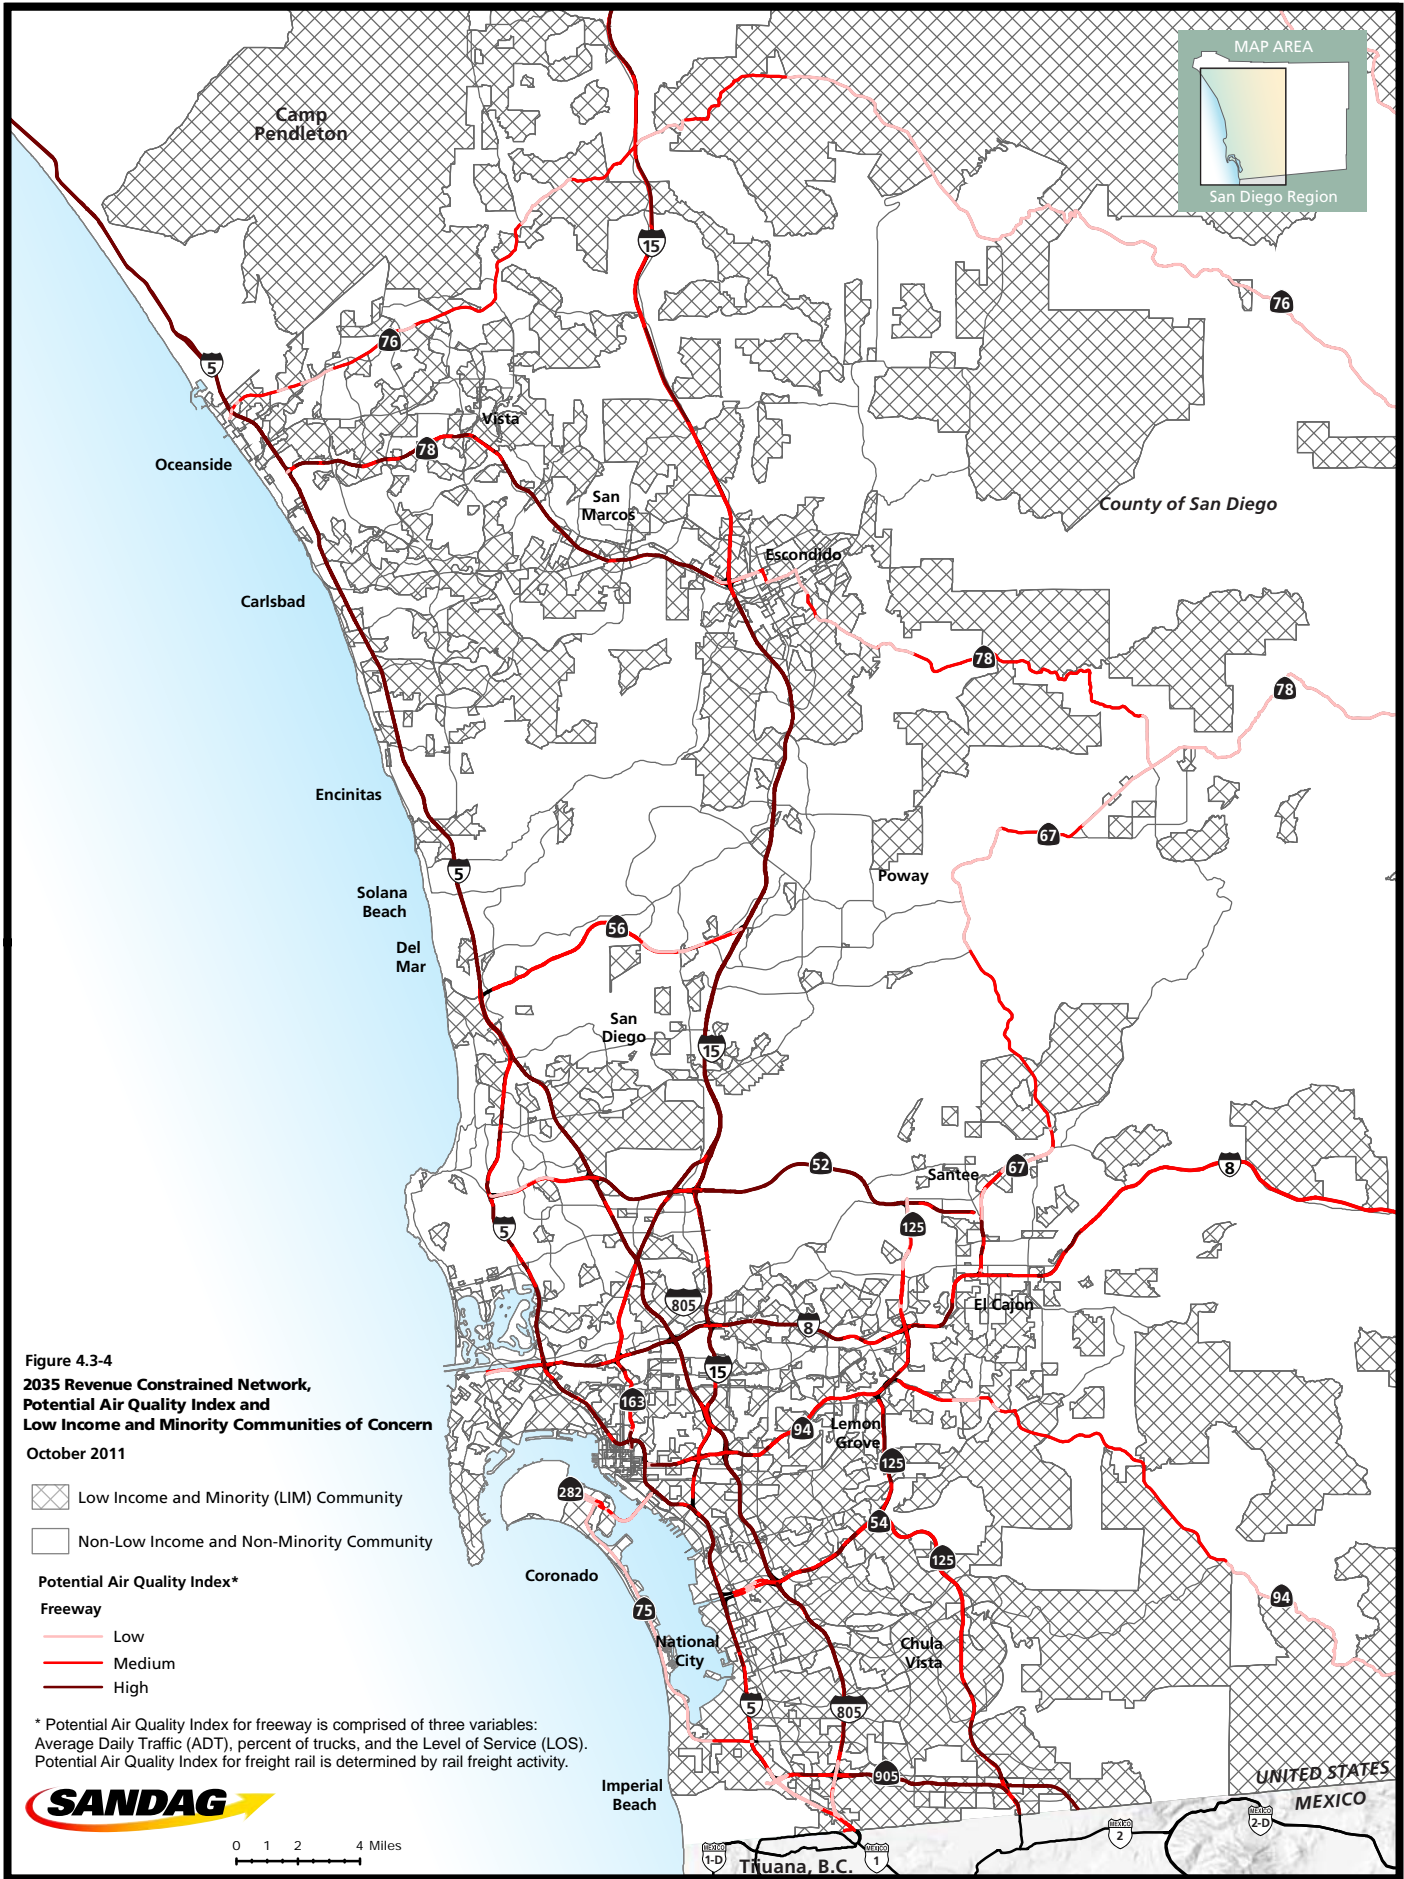 MAP AREA
San Diego Region
Camp
Pendleton
15
76
5
76
Vista
78
Oceanside
San
Marcos
County of San Diego
Escondido
Carlsbad
78
78
Encinitas
67
5
Poway
Solana
Beach
56
Del
Mar
San
Diego
15
52
Santee
67
8
125
5
805
El Cajon
8
15
163
94
Lemon
Grove
125
282
54
125
Coronado
75
94
National
City
Chula
Vista
5
805
905
Imperial
Beach
UNITED STATES
MEXICO
MEXICO
2-D
MEXICO
2
MEXICO
1-D
MEXICO
1
Tijuana, B.C.
Figure 4.3-4
2035 Revenue Constrained Network,
Potential Air Quality Index and
Low Income and Minority Communities of Concern
October 2011
Low Income and Minority (LIM) Community
Non-Low Income and Non-Minority Community
Potential Air Quality Index*
Freeway
Low
Medium
High
* Potential Air Quality Index for freeway is comprised of three variables:
Average Daily Traffic (ADT), percent of trucks, and the Level of Service (LOS).
Potential Air Quality Index for freight rail is determined by rail freight activity.
SANDAG
0 1 2 4 Miles